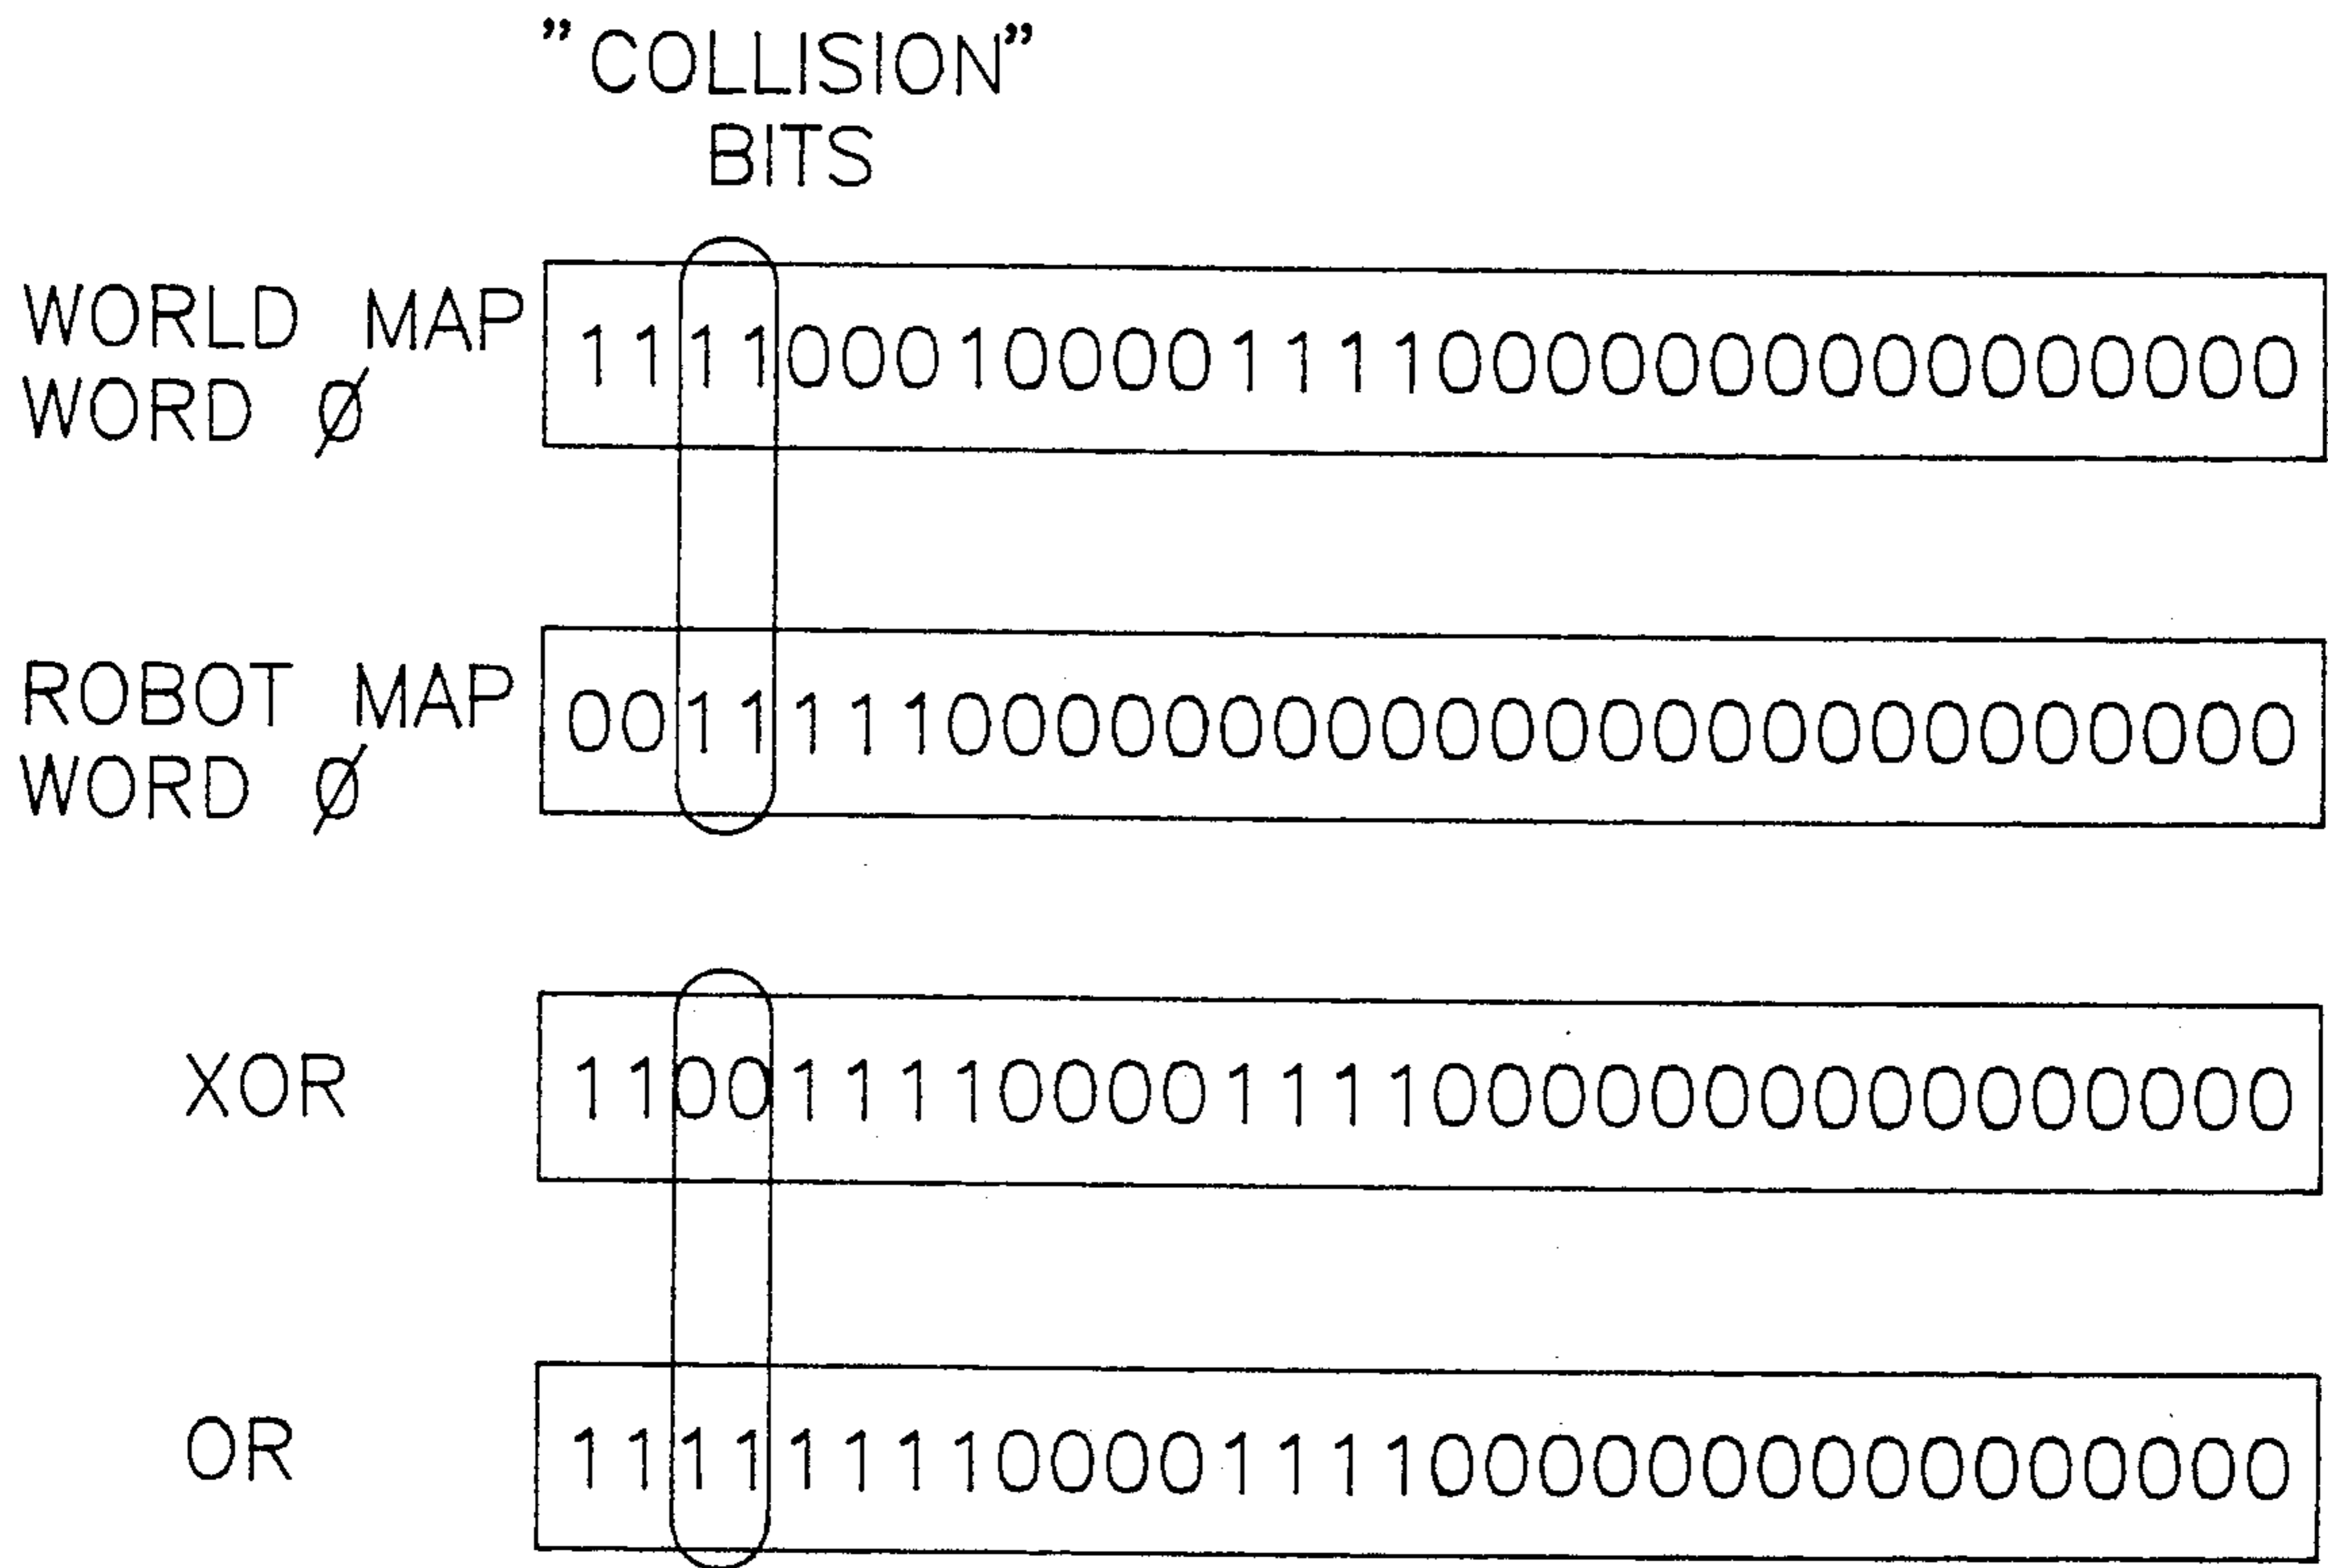 ”COLLISION”
BITS
WORLD MAP
WORD Ø
11110001000011110000000000000000
ROBOT MAP
WORD Ø
00111110000000000000000000000000
XOR
11001111000011110000000000000000
OR
11111111000011110000000000000000